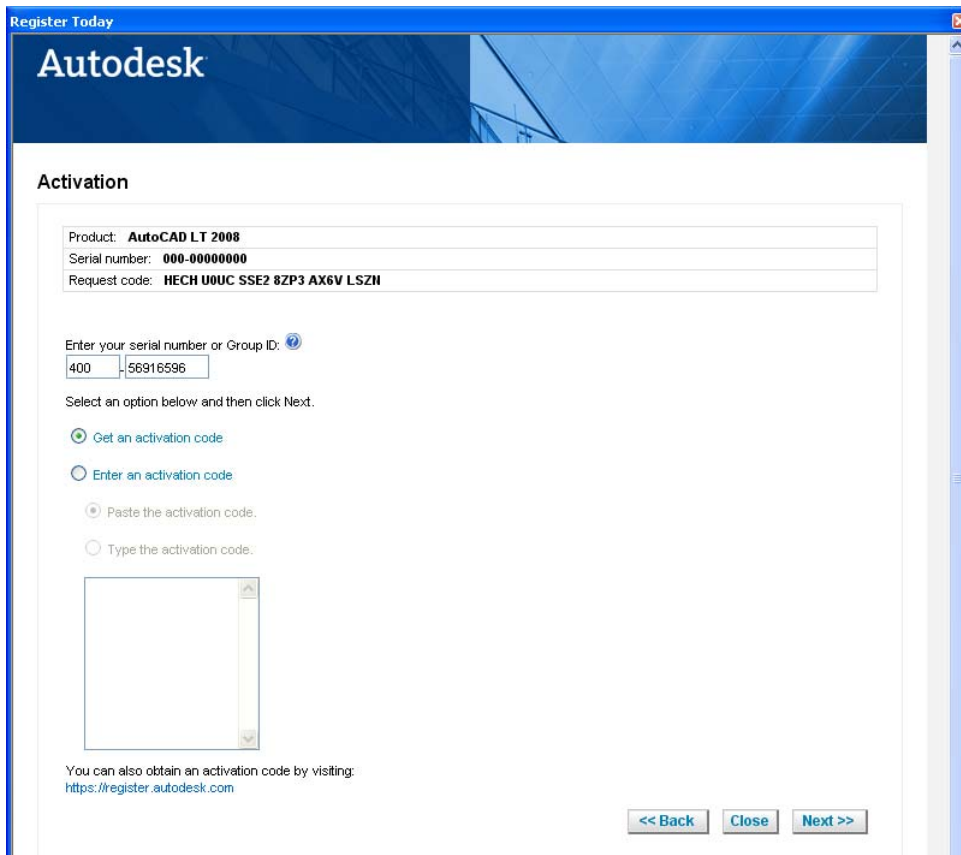 Register Today
Autodesk
Activation
Product: AutoCAD LT 2008
Serial number: 000-00000000
Request code: HECH U0UC SSE2 8ZP3 AX6V LSZN
Enter your serial number or Group ID: ?
400 - 56916596
Select an option below and then click Next.
Get an activation code
Enter an activation code
Paste the activation code.
Type the activation code.
You can also obtain an activation code by visiting:
https://register.autodesk.com
<< Back Close Next >>